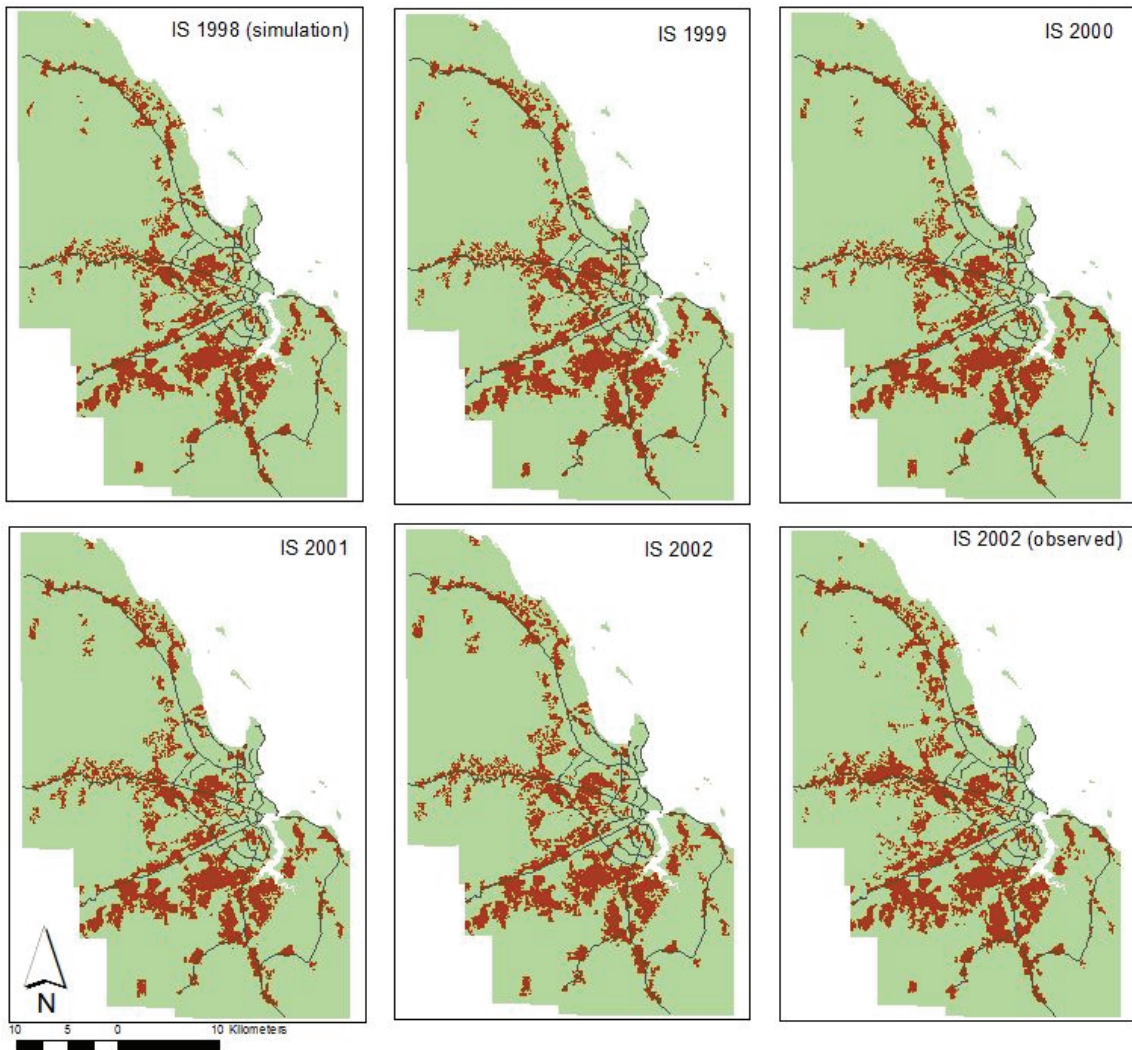 IS 1998 (simulation)
IS 1999
IS 2000
IS 2001
IS 2002
IS 2002 (observed)
N
10 5 0 10 Kilometers